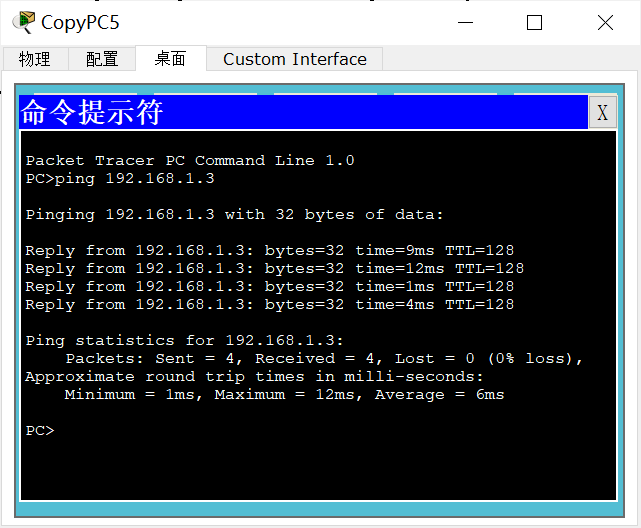 CopyPC5
物理 配置 桌面 Custom Interface
命令提示符 X
Packet Tracer PC Command Line 1.0
PC>ping 192.168.1.3
Pinging 192.168.1.3 with 32 bytes of data:
Reply from 192.168.1.3: bytes=32 time=9ms TTL=128
Reply from 192.168.1.3: bytes=32 time=12ms TTL=128
Reply from 192.168.1.3: bytes=32 time=1ms TTL=128
Reply from 192.168.1.3: bytes=32 time=4ms TTL=128
Ping statistics for 192.168.1.3:
Packets: Sent = 4, Received = 4, Lost = 0 (0% loss),
Approximate round trip times in milli-seconds:
Minimum = 1ms, Maximum = 12ms, Average = 6ms
PC>